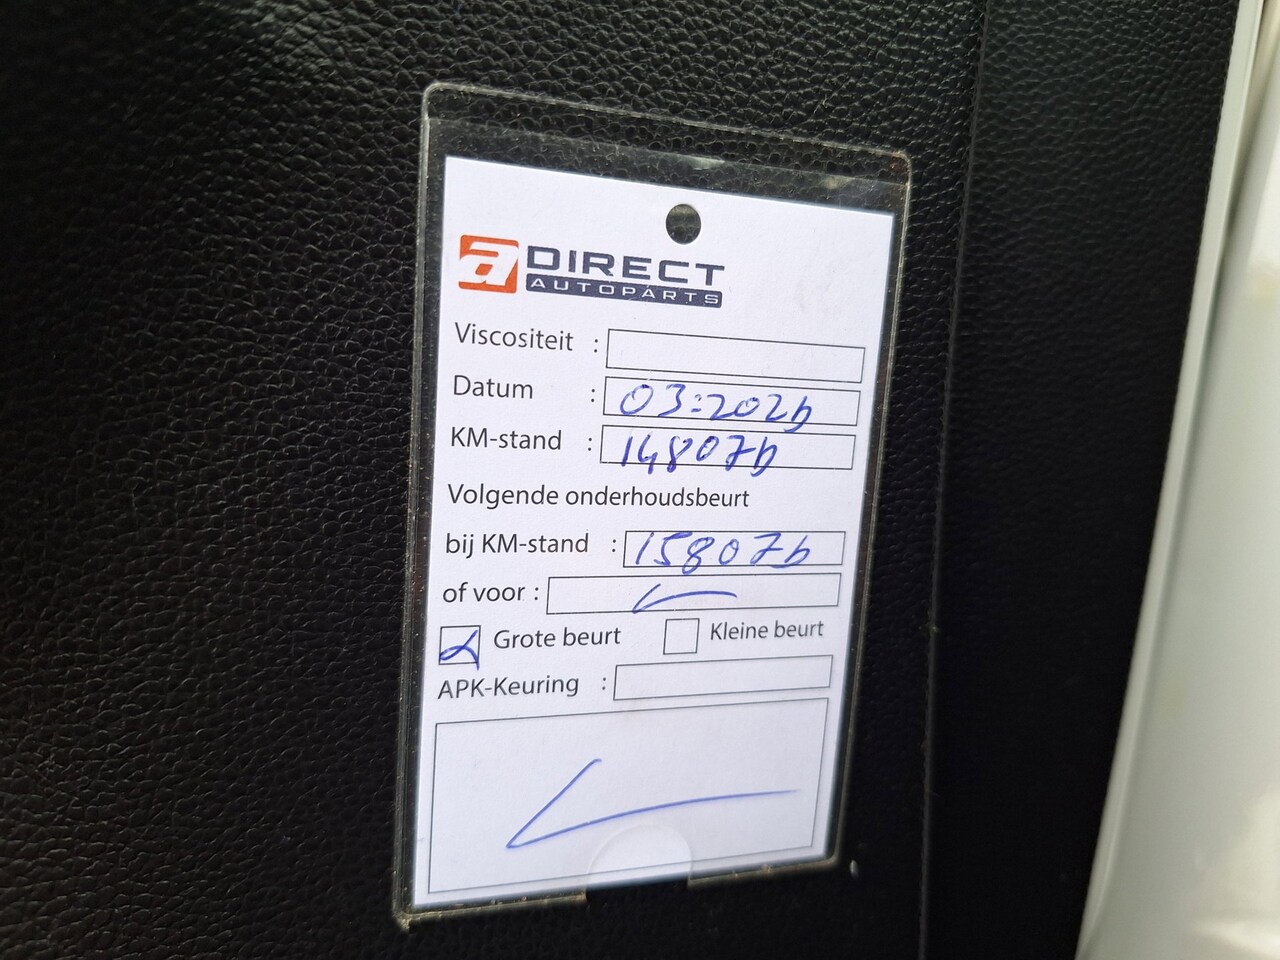 a DIRECT
AUTOPARTS
Viscositeit :
Datum : 03:2026
KM-stand : 148076
Volgende onderhoudsbeurt
bij KM-stand : 158076
of voor :
Grote beurt Kleine beurt
APK-Keuring :